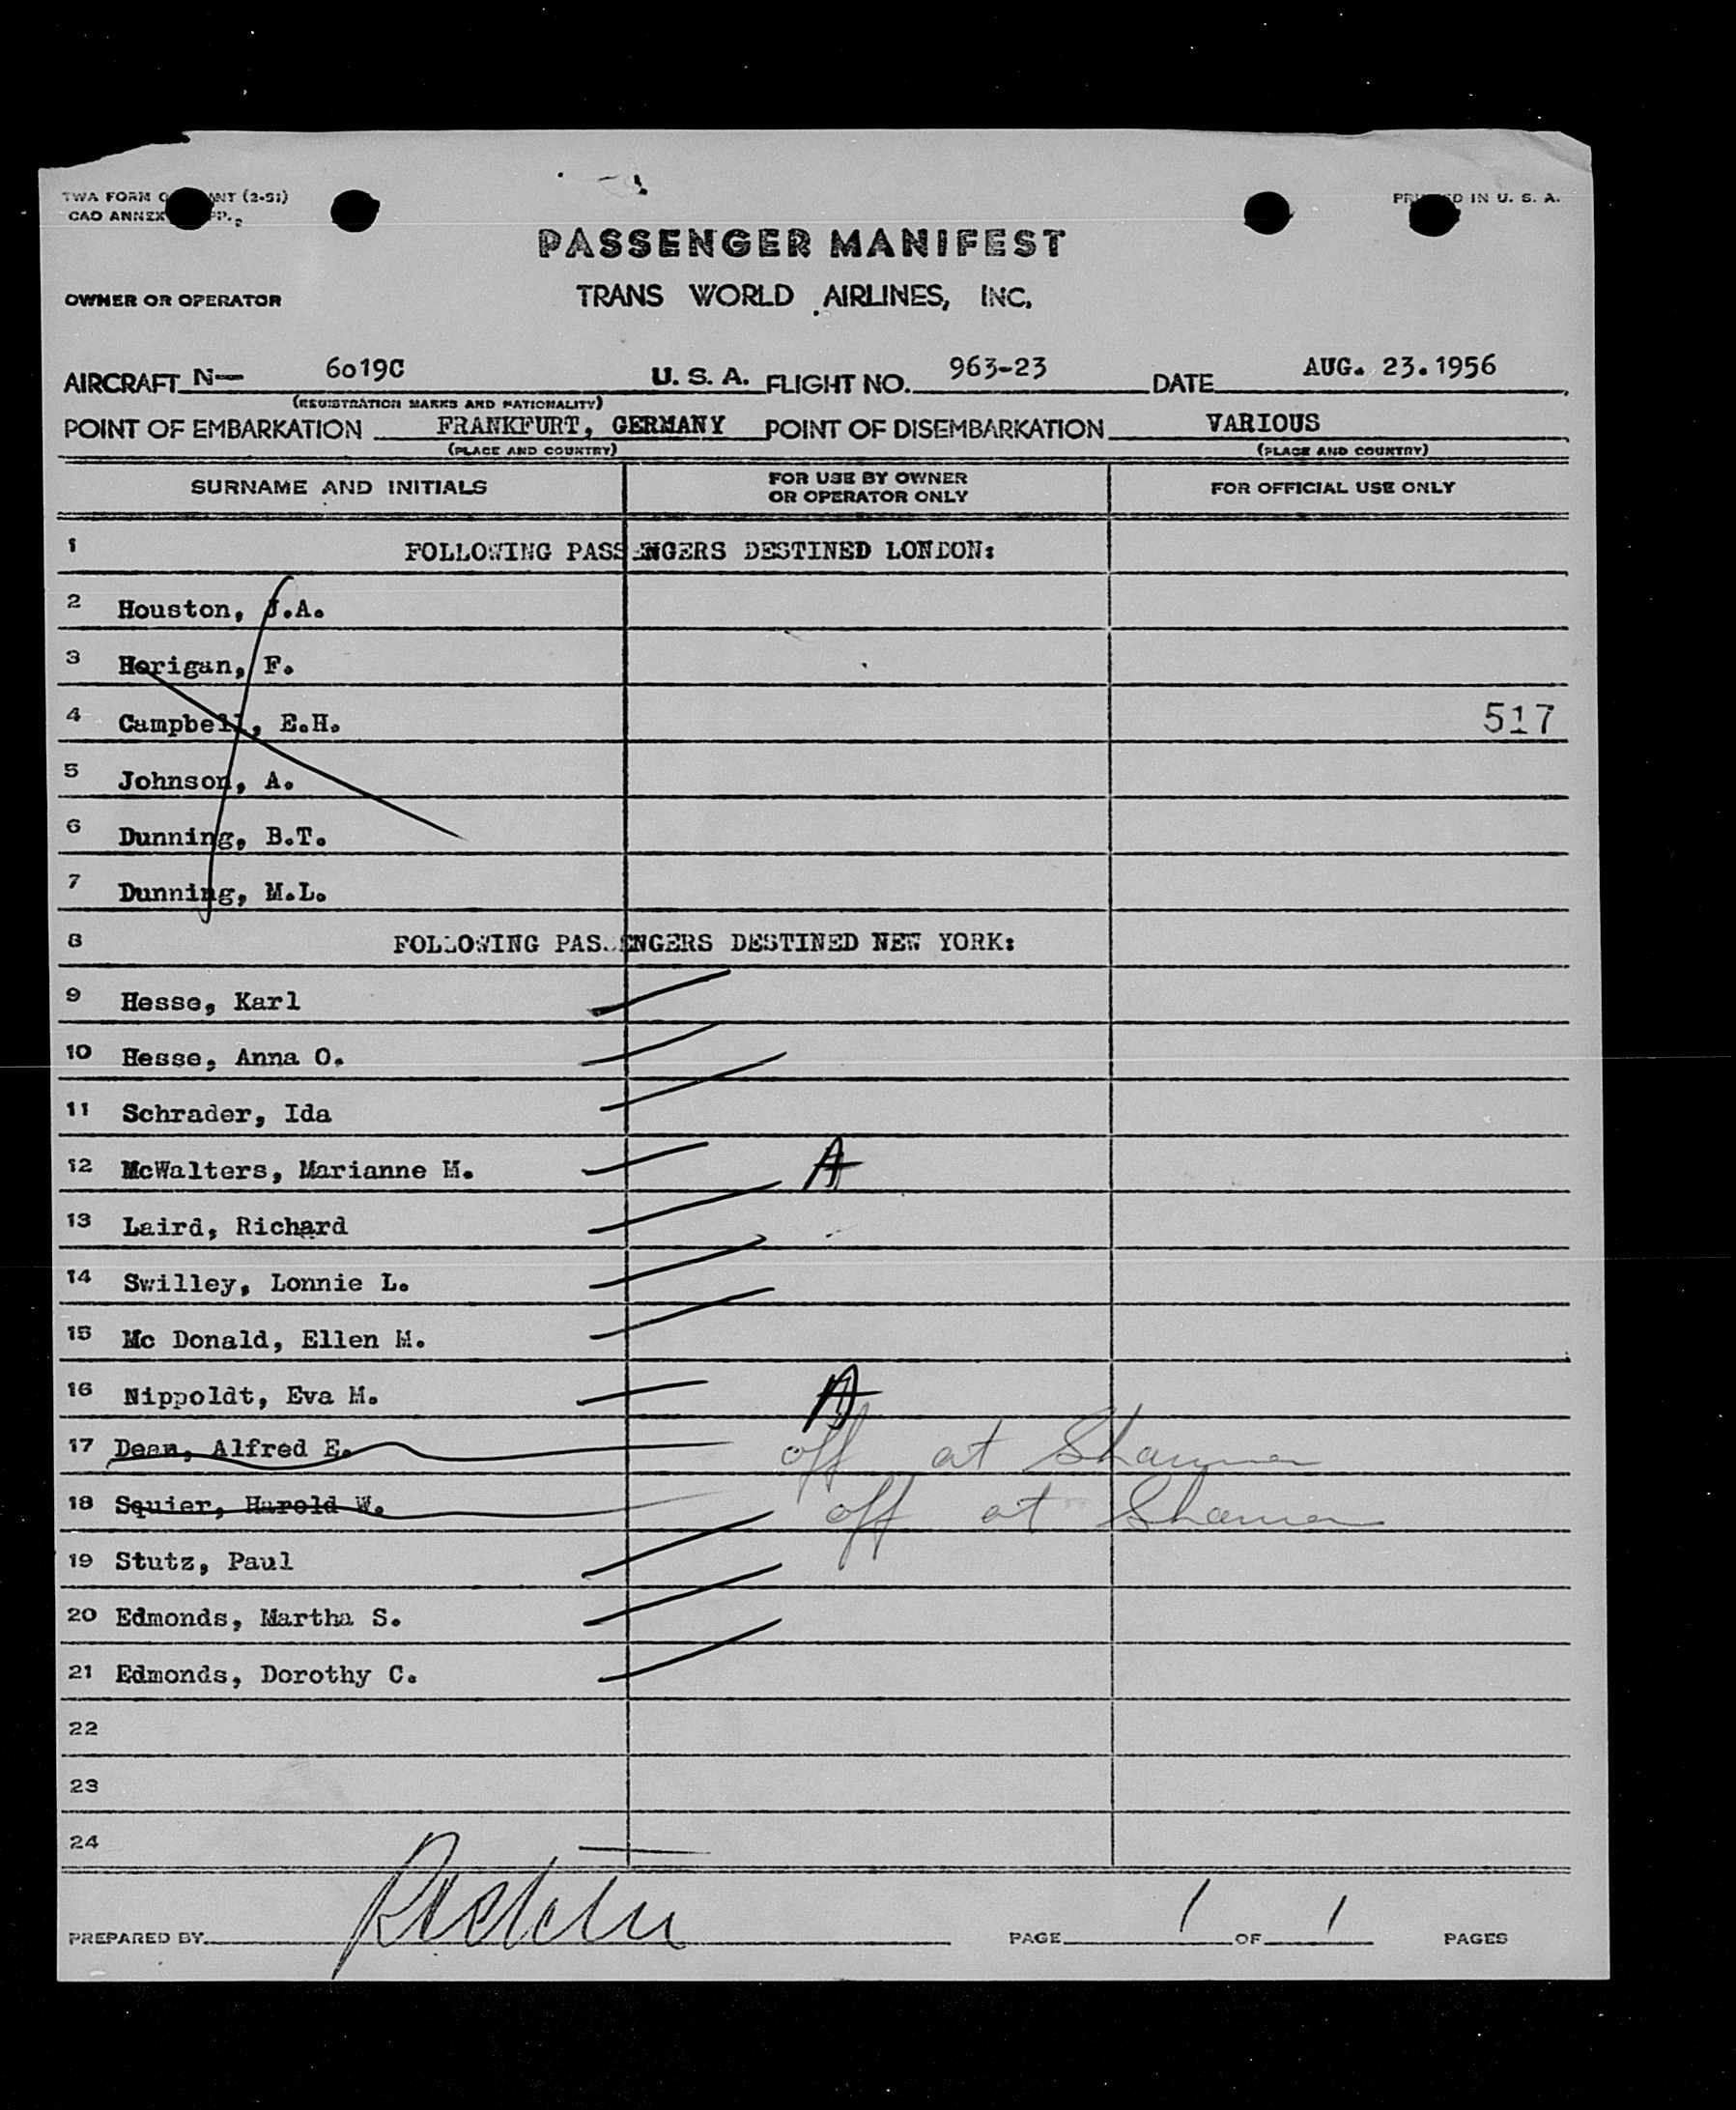 TWA FORM (2-51) PRINTED IN U. S. A.
CAO ANNEX
PASSENGER MANIFEST
OWNER OR OPERATOR TRANS WORLD AIRLINES, INC.
AIRCRAFT N— 6019C U. S. A. FLIGHT NO. 963-23 DATE AUG. 23.1956
(REGISTRATION MARKS AND NATIONALITY)
POINT OF EMBARKATION FRANKFURT, GERMANY POINT OF DISEMBARKATION VARIOUS
(PLACE AND COUNTRY) (PLACE AND COUNTRY)
SURNAME AND INITIALS FOR USE BY OWNER OR OPERATOR ONLY FOR OFFICIAL USE ONLY
1 FOLLOWING PASSENGERS DESTINED LONDON:
2 Houston, J.A.
3 Horigan, F.
4 Campbell, E.H. 517
5 Johnson, A.
6 Dunning, B.T.
7 Dunning, M.L.
8 FOLLOWING PASSENGERS DESTINED NEW YORK:
9 Hesse, Karl
10 Hesse, Anna O.
11 Schrader, Ida
12 McWalters, Marianne M. A
13 Laird, Richard
14 Swilley, Lonnie L.
15 Mc Donald, Ellen M.
16 Nippoldt, Eva M. A
17 Dean, Alfred E. off at Shannon
18 Squier, Harold W. off at Shannon
19 Stutz, Paul
20 Edmonds, Martha S.
21 Edmonds, Dorothy C.
22
23
24
PREPARED BY PAGE 1 OF 1 PAGES